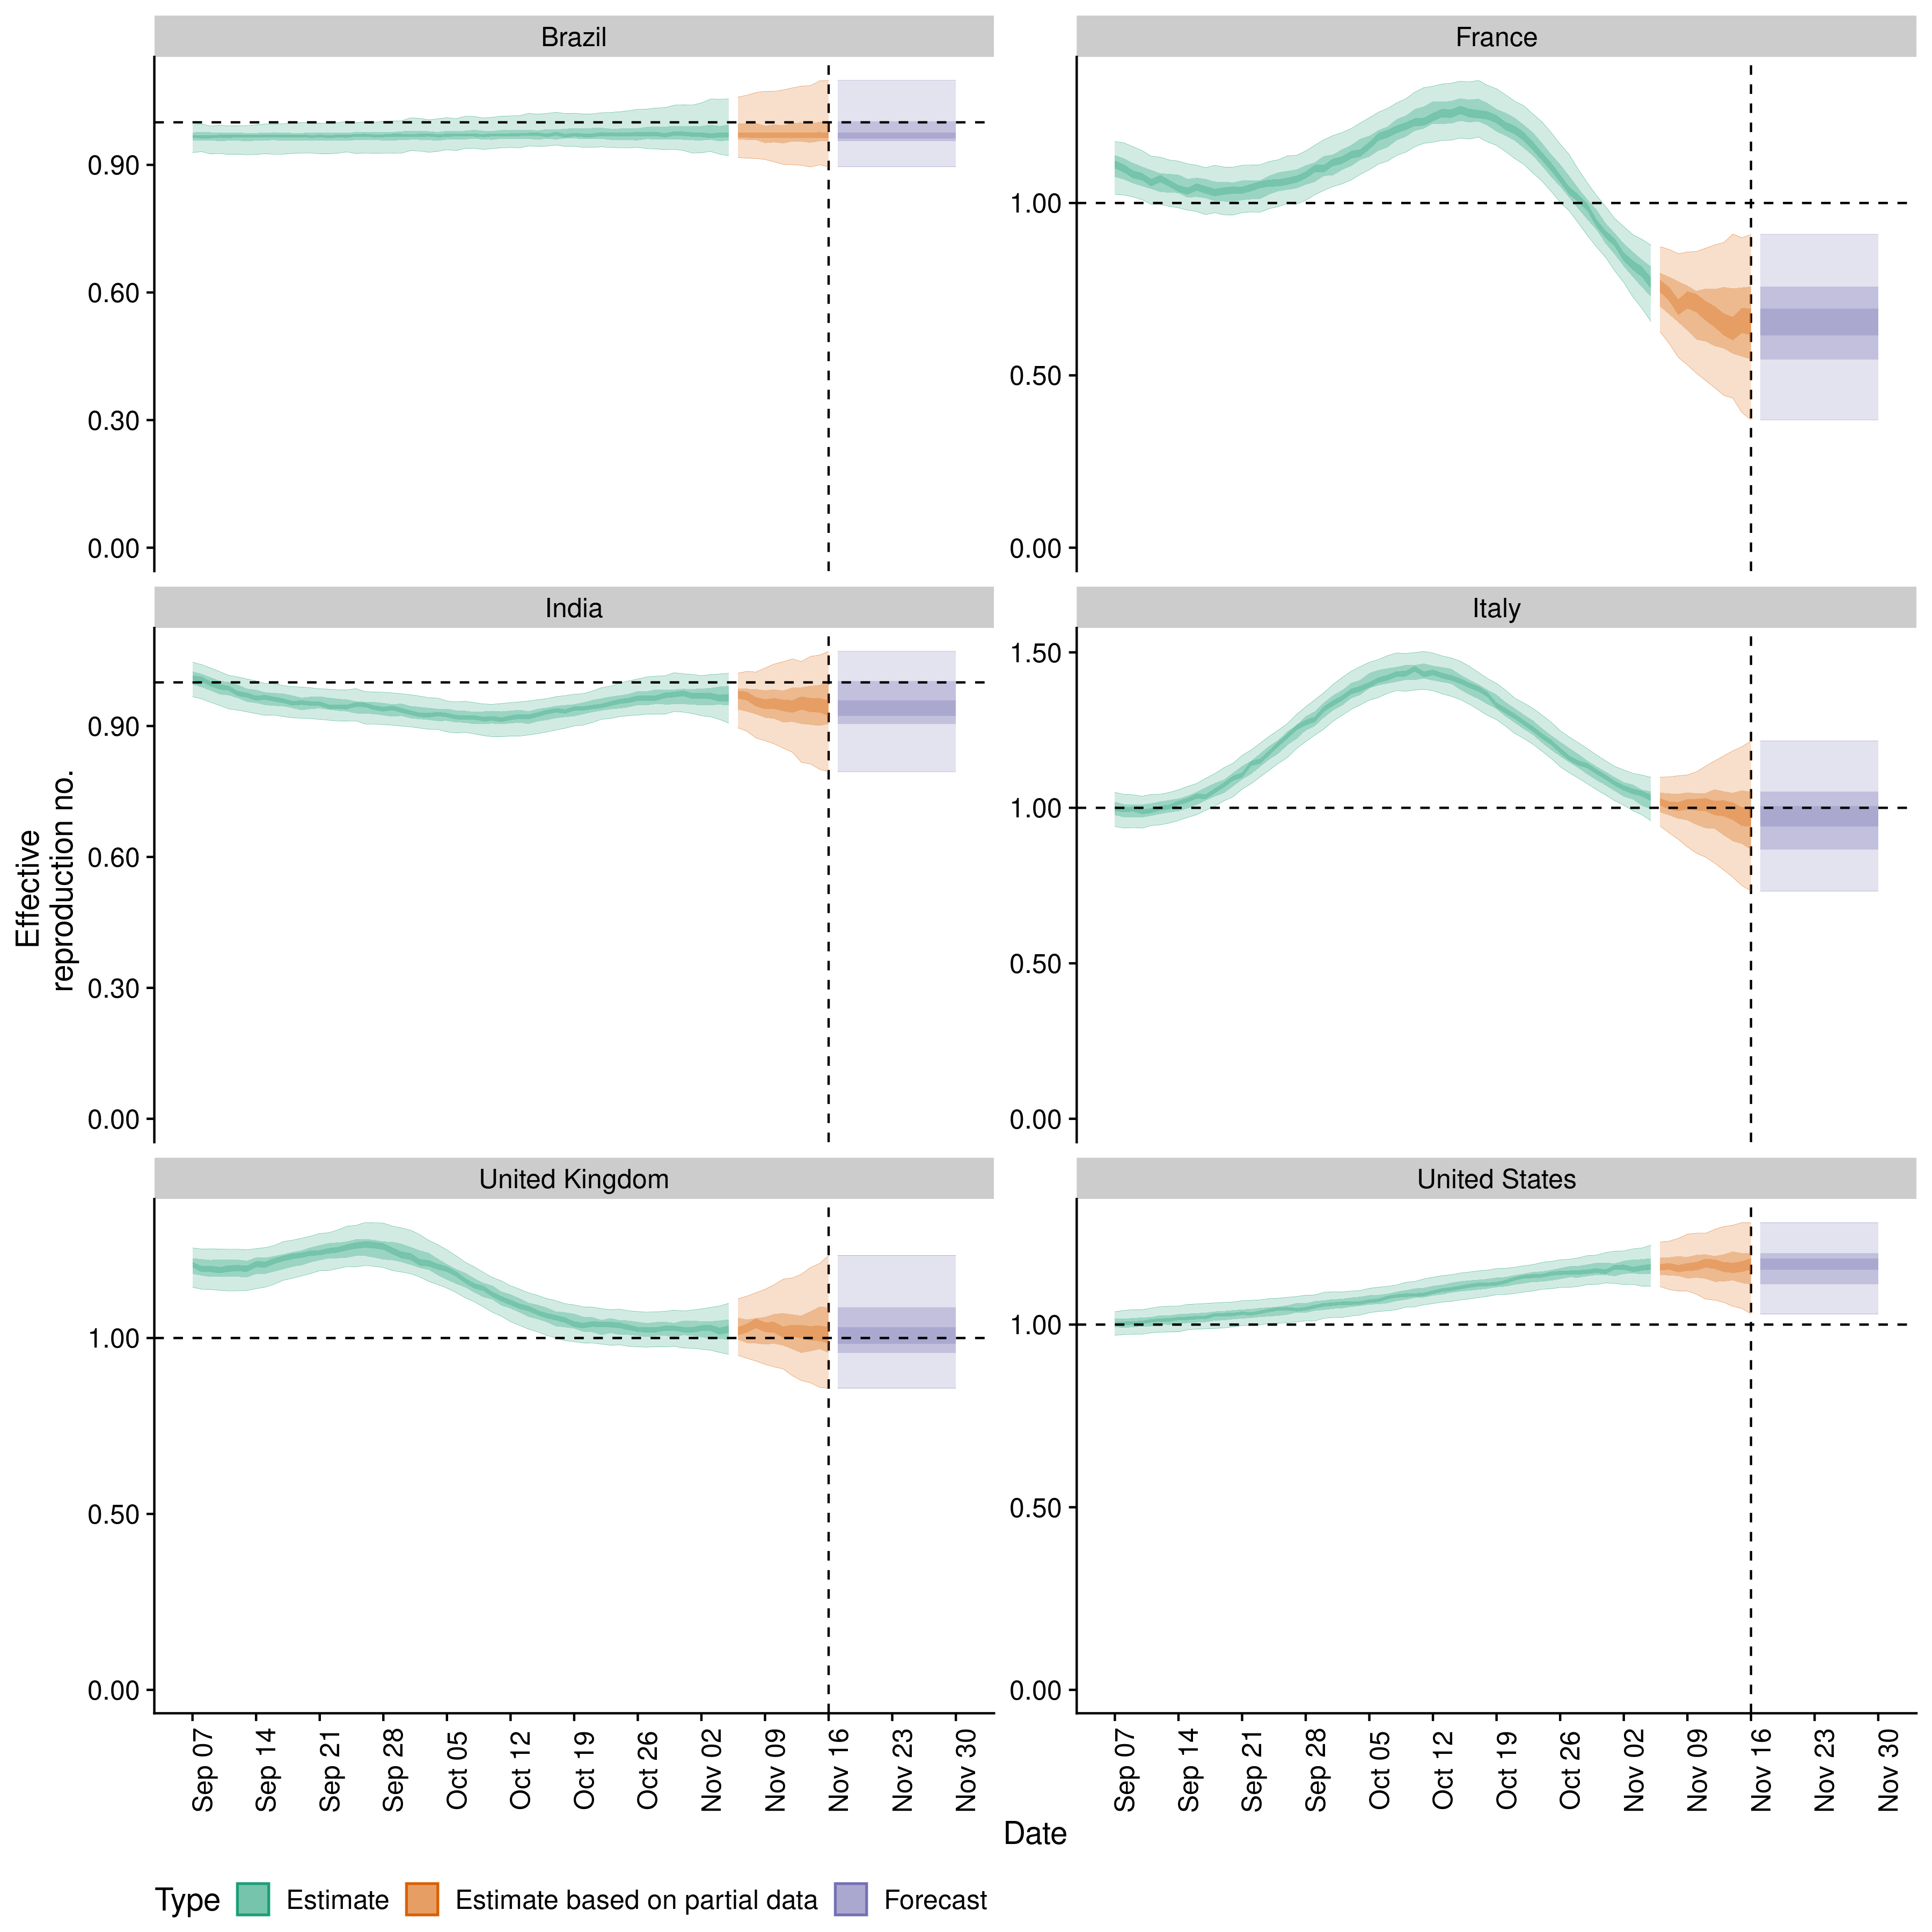 Brazil
France
0.90
0.60
0.30
0.00
1.00
0.50
0.00
India
Italy
0.90
0.60
0.30
0.00
1.50
1.00
0.50
0.00
Effective
reproduction no.
United Kingdom
United States
1.00
0.50
0.00
1.00
0.50
0.00
Sep 07
Sep 14
Sep 21
Sep 28
Oct 05
Oct 12
Oct 19
Oct 26
Nov 02
Nov 09
Nov 16
Nov 23
Nov 30
Sep 07
Sep 14
Sep 21
Sep 28
Oct 05
Oct 12
Oct 19
Oct 26
Nov 02
Nov 09
Nov 16
Nov 23
Nov 30
Date
Type Estimate Estimate based on partial data Forecast